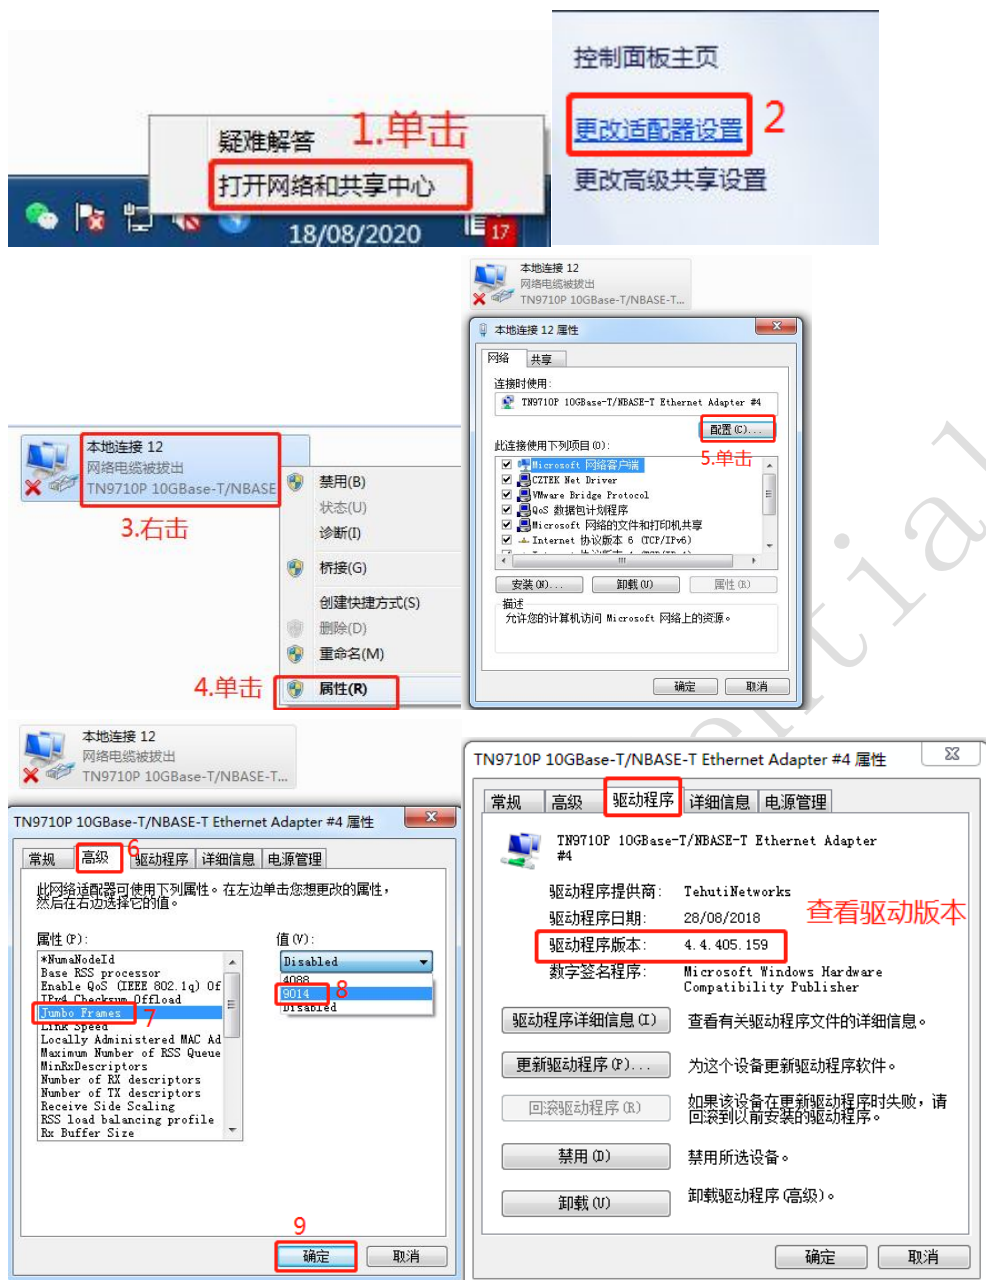 控制面板主页
更改适配器设置
2
更改高级共享设置
1.单击
疑难解答
打开网络和共享中心
18/08/2020
17
本地连接 12
网络电缆被拔出
TN9710P 10GBase-T/NBASE
3.右击
禁用(B)
状态(U)
诊断(I)
桥接(G)
创建快捷方式(S)
删除(D)
重命名(M)
4.单击
属性(R)
本地连接 12
网络电缆被拔出
TN9710P 10GBase-T/NBASE-T...
本地连接 12 属性
网络
共享
连接时使用:
TN9710P 10GBase-T/NBASE-T Ethernet Adapter #4
配置(C)...
5.单击
此连接使用下列项目(O):
Microsoft 网络客户端
CZTEK Net Driver
VMware Bridge Protocol
QoS 数据包计划程序
Microsoft 网络的文件和打印机共享
Internet 协议版本 6 (TCP/IPv6)
安装(N)...
卸载(U)
属性(R)
描述
允许您的计算机访问 Microsoft 网络上的资源。
确定
取消
本地连接 12
网络电缆被拔出
TN9710P 10GBase-T/NBASE-T...
TN9710P 10GBase-T/NBASE-T Ethernet Adapter #4 属性
6
常规
高级
驱动程序
详细信息
电源管理
此网络适配器可使用下列属性。在左边单击您想更改的属性，
然后在右边选择它的值。
属性(P):
*NumaNodeId
Base RSS processor
Enable QoS (IEEE 802.1q) Of
IPv4 Checksum Offload
Jumbo Frames
7
Link Speed
Locally Administered MAC Ad
Maximum Number of RSS Queue
MinRxDescriptors
Number of RX descriptors
Number of TX descriptors
Receive Side Scaling
RSS load balancing profile
Rx Buffer Size
值(V):
Disabled
4088
9014
8
Disabled
9
确定
取消
TN9710P 10GBase-T/NBASE-T Ethernet Adapter #4 属性
常规
高级
驱动程序
详细信息
电源管理
TN9710P 10GBase-T/NBASE-T Ethernet Adapter
#4
驱动程序提供商:
TehutiNetworks
驱动程序日期:
28/08/2018
查看驱动版本
驱动程序版本:
4.4.405.159
数字签名程序:
Microsoft Windows Hardware
Compatibility Publisher
驱动程序详细信息(I)
查看有关驱动程序文件的详细信息。
更新驱动程序(P)...
为这个设备更新驱动程序软件。
回滚驱动程序(R)
如果该设备在更新驱动程序时失败，请
回滚到以前安装的驱动程序。
禁用(D)
禁用所选设备。
卸载(U)
卸载驱动程序(高级)。
确定
取消